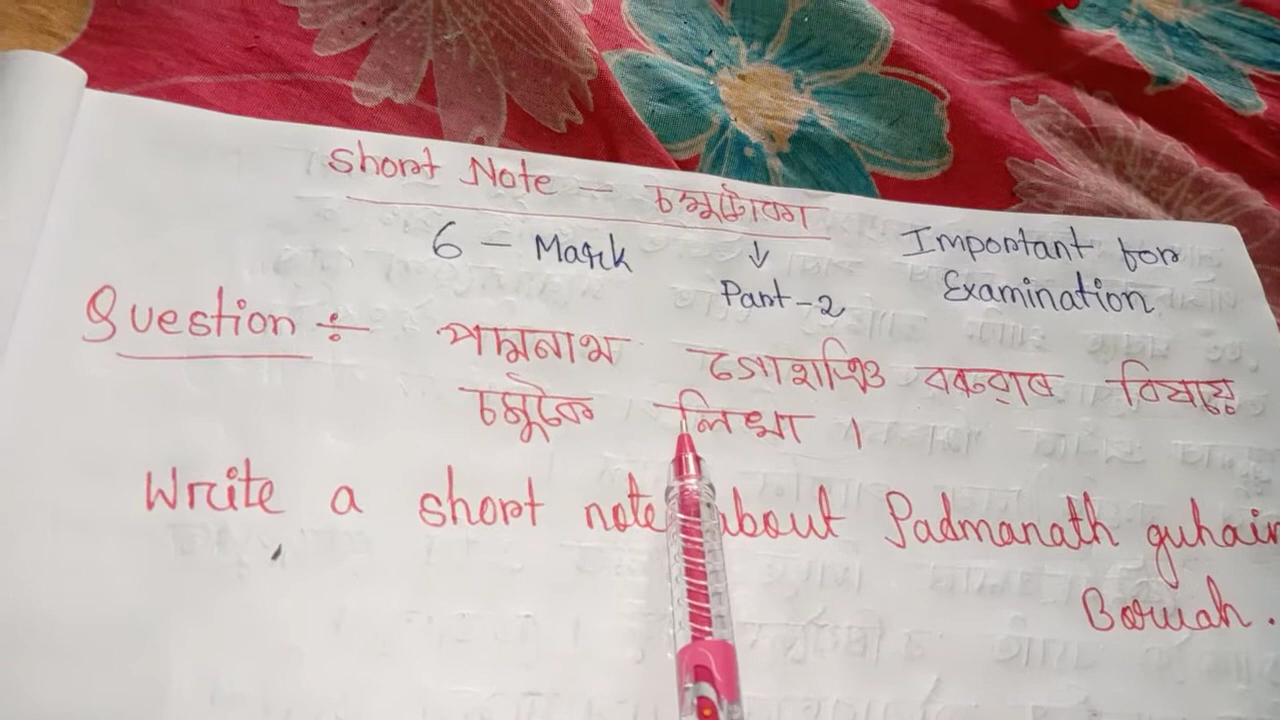 Short Note — চমুটোকা
6 - Mark ↓ Important for
Part-2 Examination
Question ÷ পদ্মনাথ গোহাঞিও বৰুৱাৰ বিষয়ে
চমুকৈ লিখা ।
Write a short note about Padmanath guhain
Boruah.